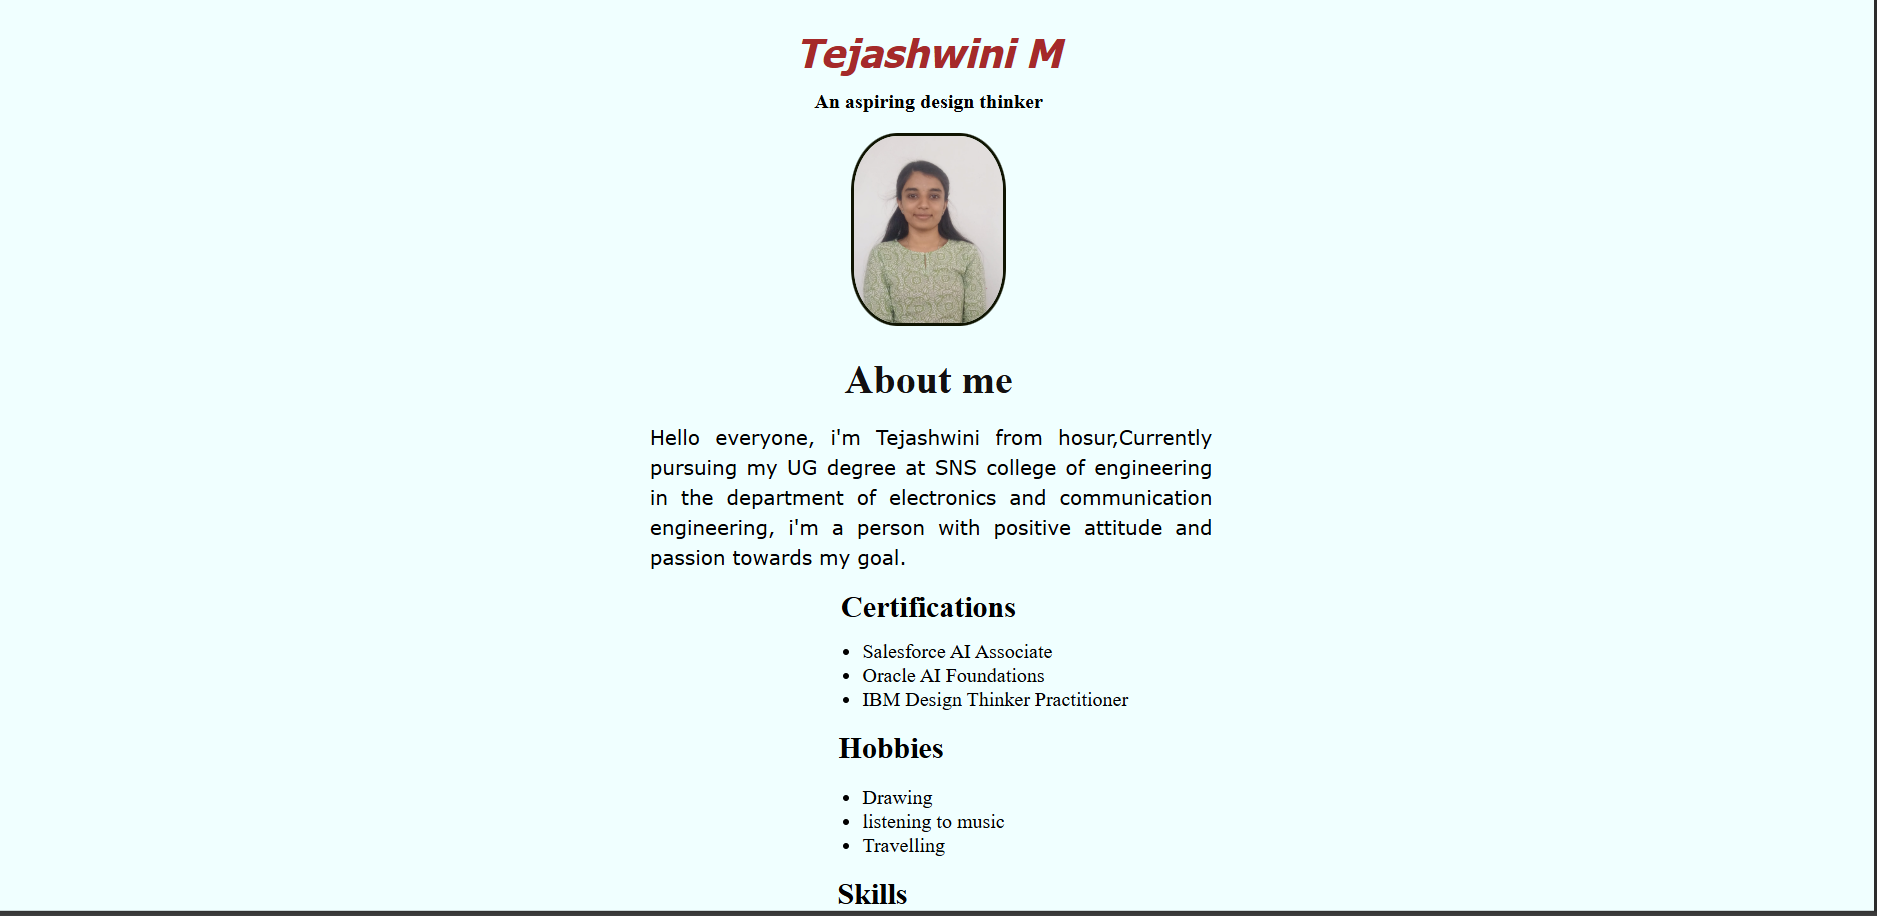 Tejashwini M
An aspiring design thinker
About me
Hello everyone, i'm Tejashwini from hosur,Currently
pursuing my UG degree at SNS college of engineering
in the department of electronics and communication
engineering, i'm a person with positive attitude and
passion towards my goal.
Certifications
Salesforce AI Associate
Oracle AI Foundations
IBM Design Thinker Practitioner
Hobbies
Drawing
listening to music
Travelling
Skills